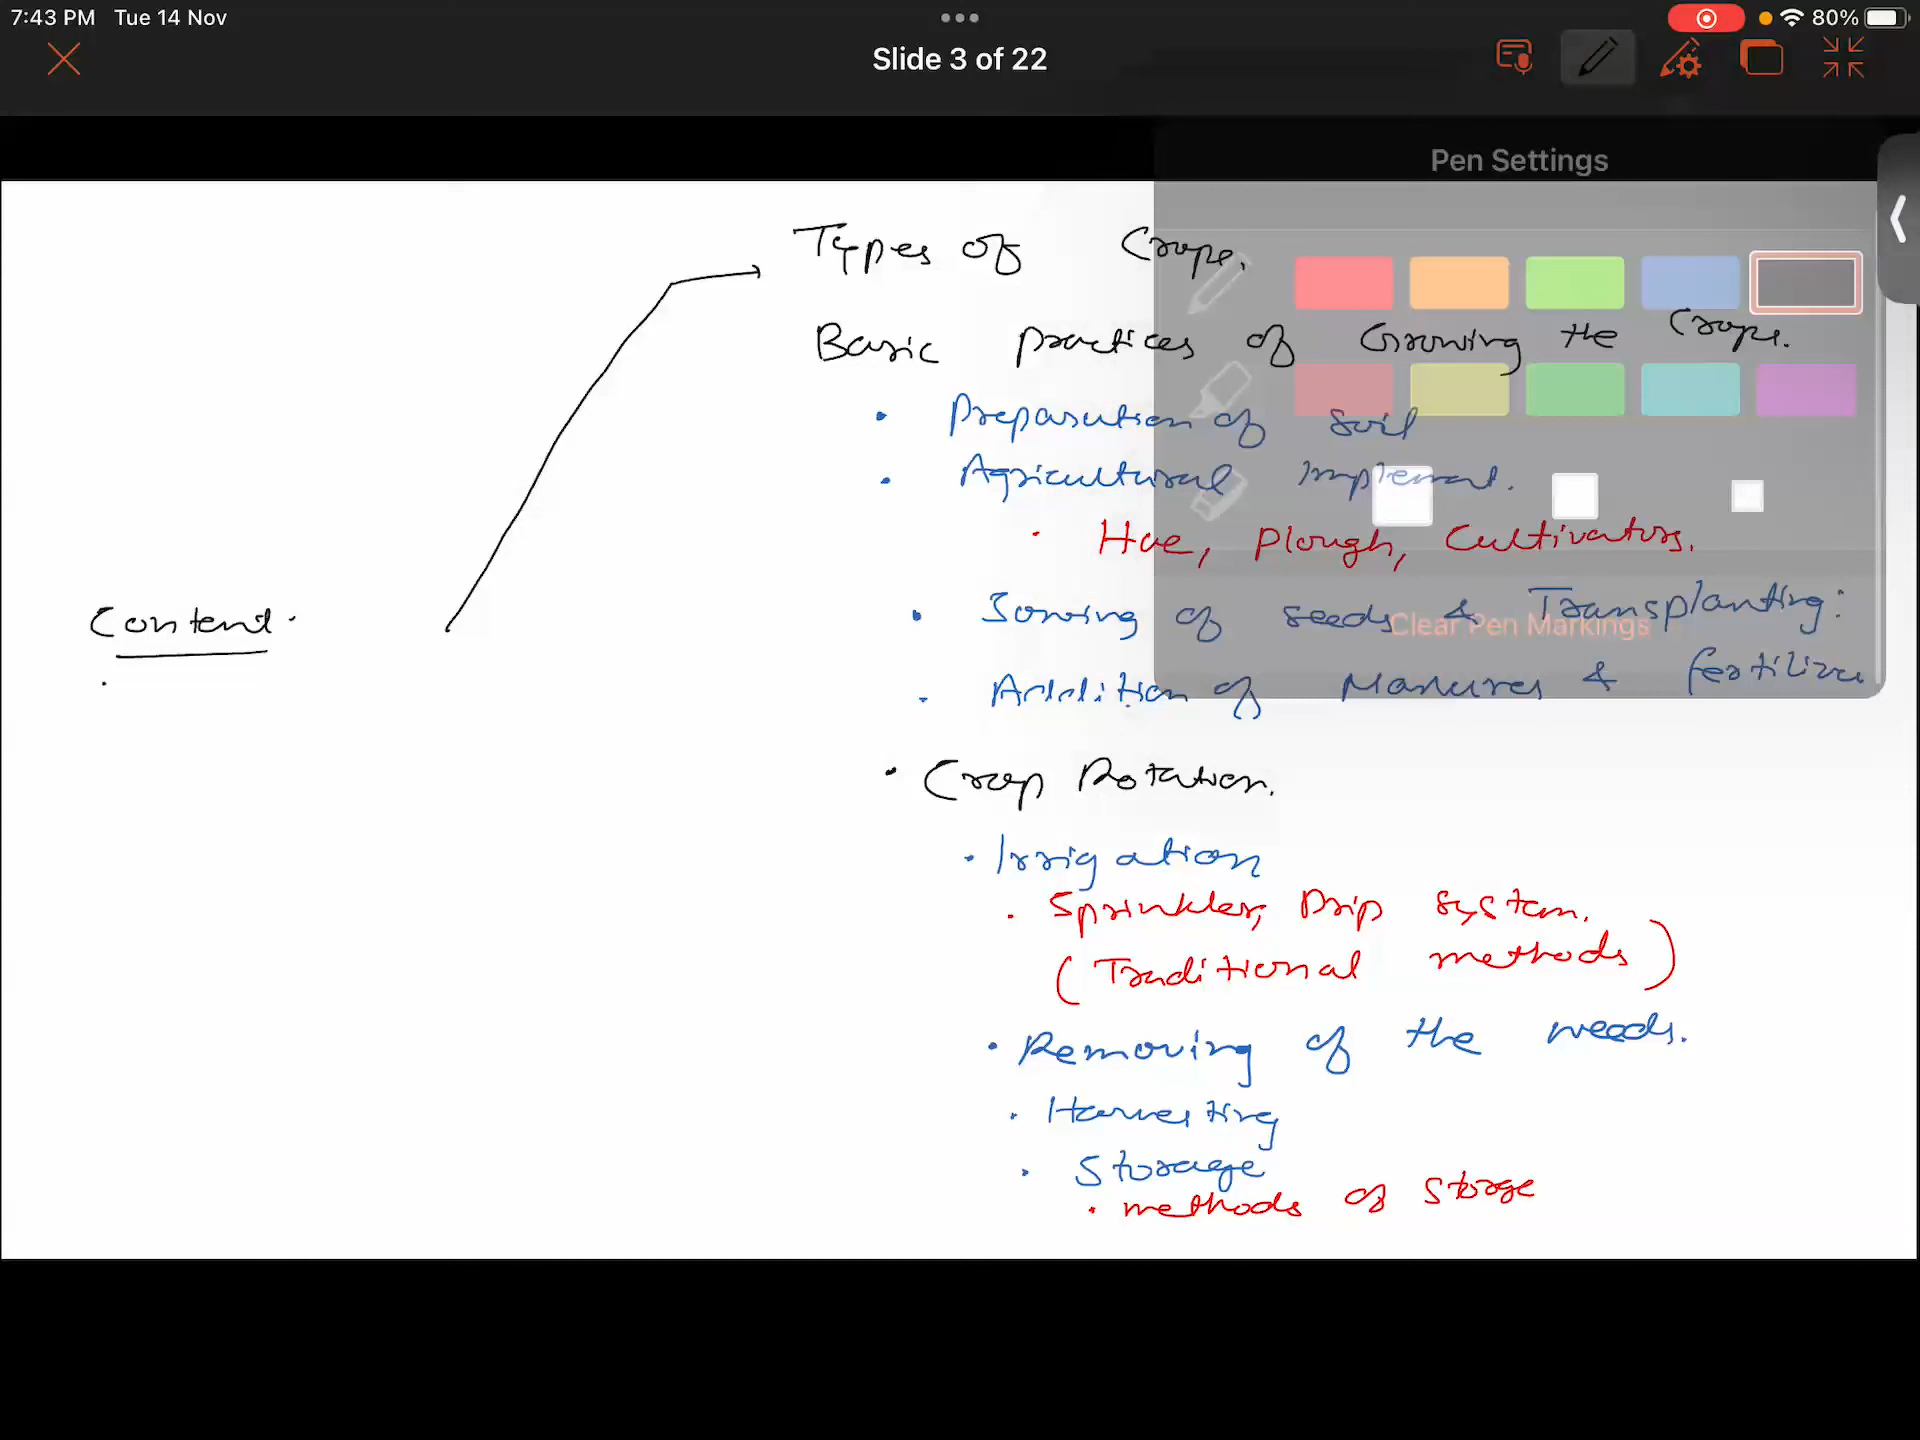 7:43 PM Tue 14 Nov
80%
Slide 3 of 22
Pen Settings
Types of Crops.
Basic practices of Growing the Crops.
• Preparation of soil
• Agricultural Implement.
• Hoe, Plough, Cultivators.
• Sowing of seeds & Transplanting:
Clear Pen Markings
Content.
• Addition of Manures & fertilizer
• Crop Rotation.
• Irrigation
• Sprinkler, Drip system.
(Traditional methods)
• Removing of the weeds.
• Harvesting
• Storage
• methods of storge